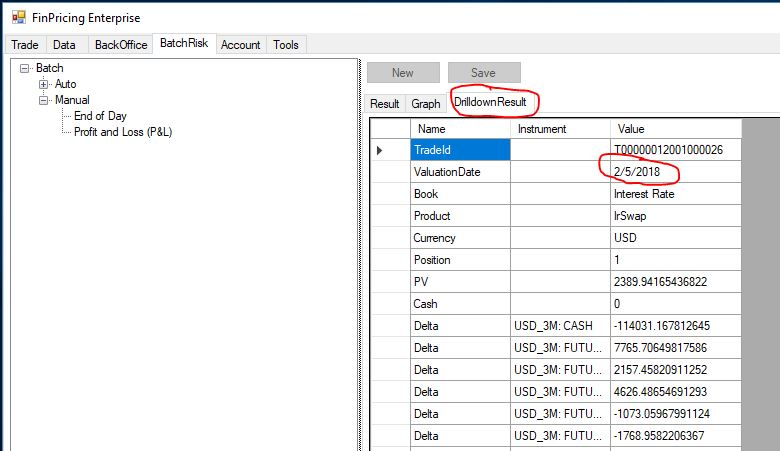 FinPricing Enterprise
Trade Data BackOffice BatchRisk Account Tools
Batch
Auto
Manual
End of Day
Profit and Loss (P&L)
New Save
Result Graph DrilldownResult
Name Instrument Value
TradeId T00000012001000026
ValuationDate 2/5/2018
Book Interest Rate
Product IrSwap
Currency USD
Position 1
PV 2389.94165436822
Cash 0
Delta USD_3M: CASH -114031.167812645
Delta USD_3M: FUTU... 7765.70649817586
Delta USD_3M: FUTU... 2157.45820911252
Delta USD_3M: FUTU... 4626.48654691293
Delta USD_3M: FUTU... -1073.05967991124
Delta USD_3M: FUTU... -1768.9582206367